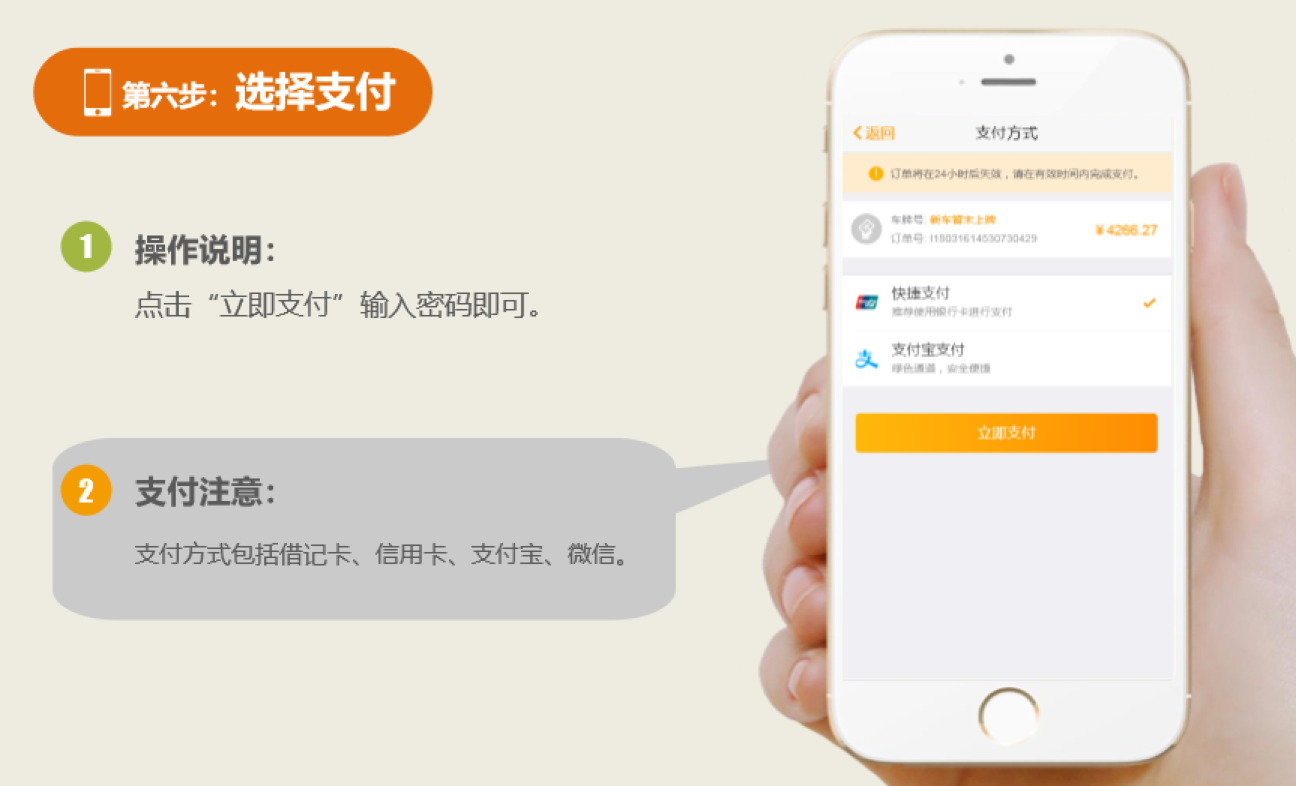 第六步：选择支付
1
操作说明：
点击“立即支付”输入密码即可。
2
支付注意：
支付方式包括借记卡、信用卡、支付宝、微信。
返回
支付方式
订单将在24小时后失效，请在有效时间内完成支付。
车牌号: 新车暂未上牌
订单号: I18031614530730429
¥4266.27
快捷支付
推荐使用银行卡进行支付
支付宝支付
绿色通道，安全便捷
立即支付